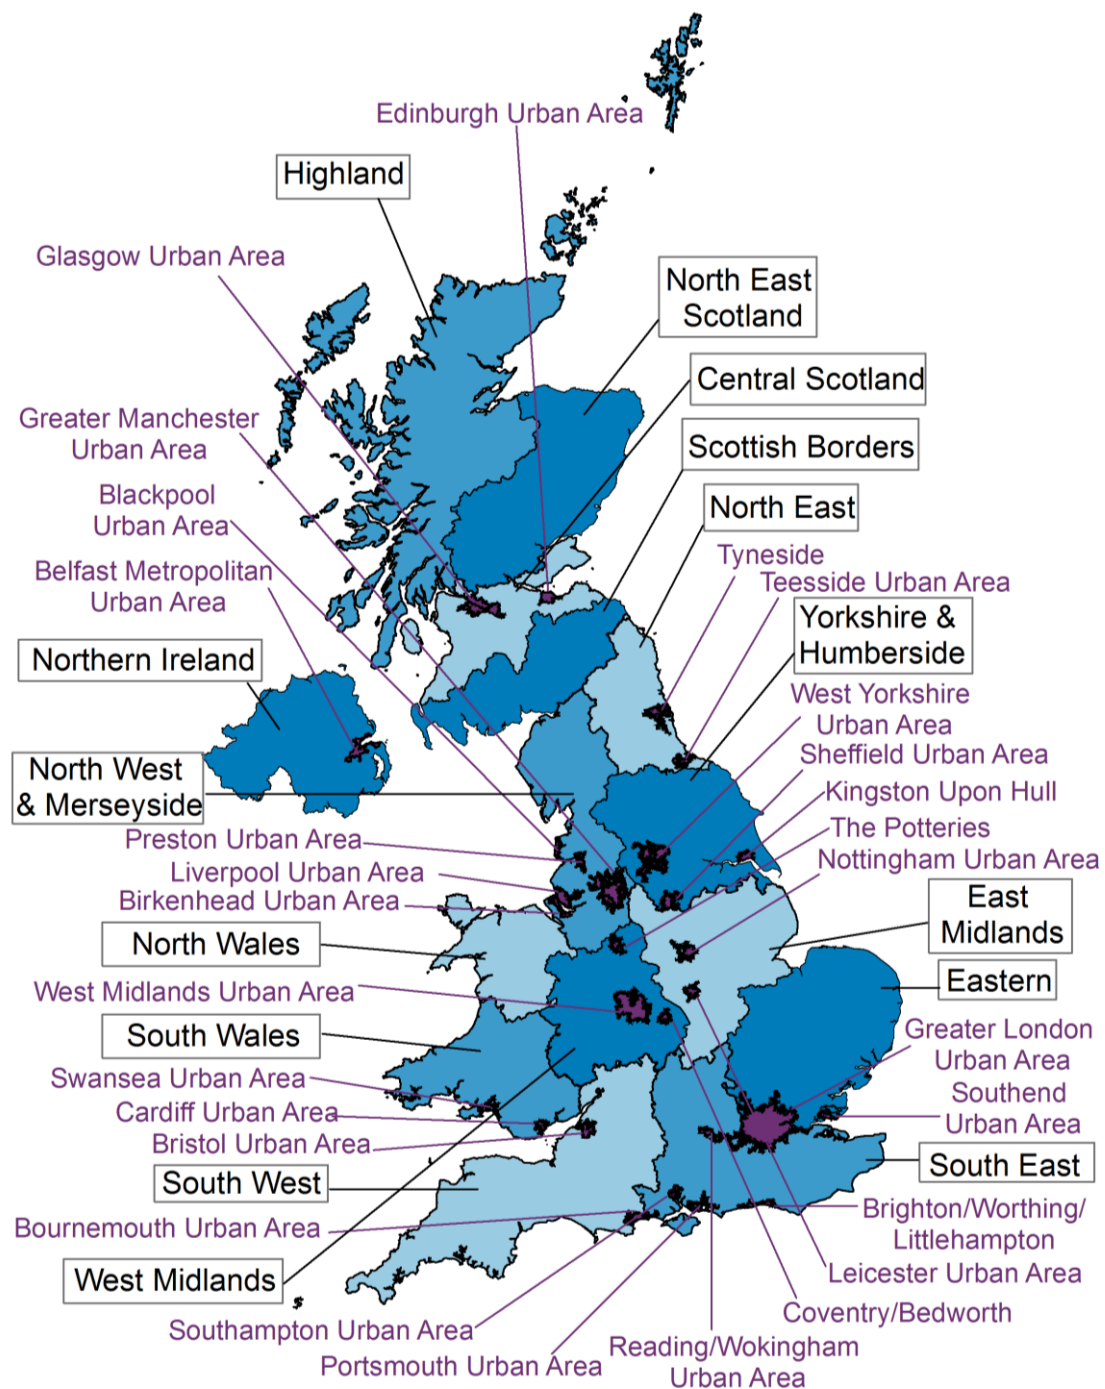 Edinburgh Urban Area
Highland
Glasgow Urban Area
North East
Scotland
Central Scotland
Greater Manchester
Urban Area
Scottish Borders
Blackpool
Urban Area
North East
Tyneside
Belfast Metropolitan
Urban Area
Teesside Urban Area
Yorkshire &
Humberside
Northern Ireland
West Yorkshire
Urban Area
North West
& Merseyside
Sheffield Urban Area
Kingston Upon Hull
Preston Urban Area
The Potteries
Liverpool Urban Area
Nottingham Urban Area
Birkenhead Urban Area
East
Midlands
North Wales
Eastern
West Midlands Urban Area
South Wales
Greater London
Urban Area
Swansea Urban Area
Southend
Urban Area
Cardiff Urban Area
Bristol Urban Area
South East
South West
Bournemouth Urban Area
Brighton/Worthing/
Littlehampton
West Midlands
Leicester Urban Area
Coventry/Bedworth
Southampton Urban Area
Reading/Wokingham
Urban Area
Portsmouth Urban Area